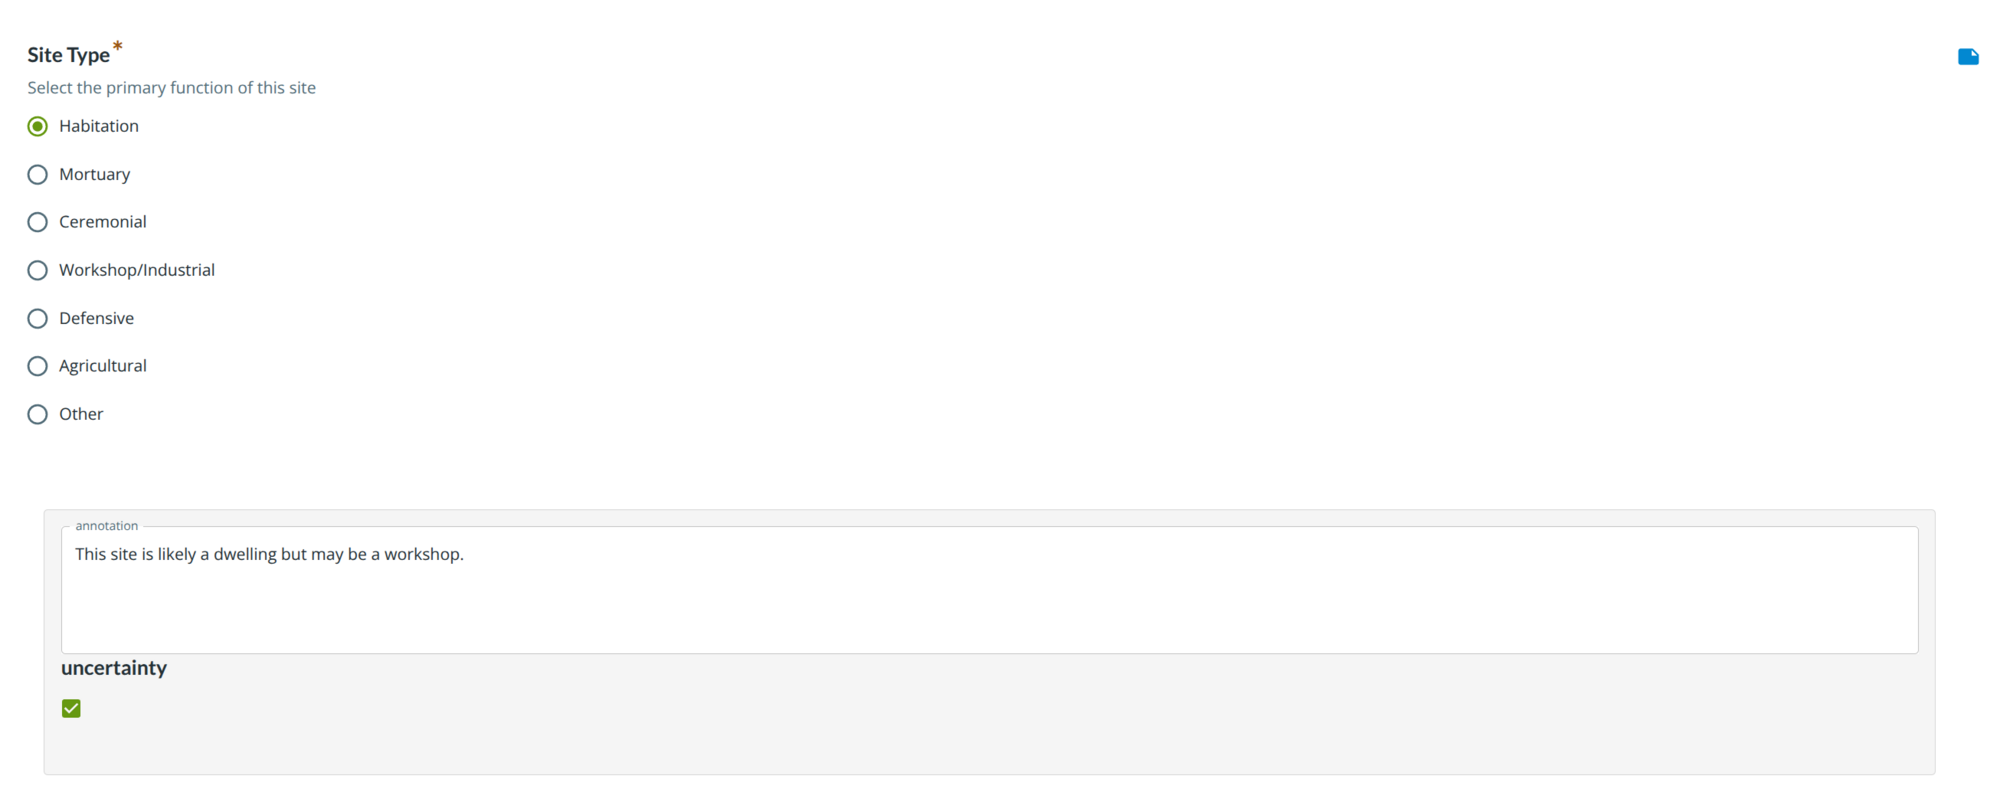 Site Type*
Select the primary function of this site
Habitation
Mortuary
Ceremonial
Workshop/Industrial
Defensive
Agricultural
Other
annotation
This site is likely a dwelling but may be a workshop.
uncertainty